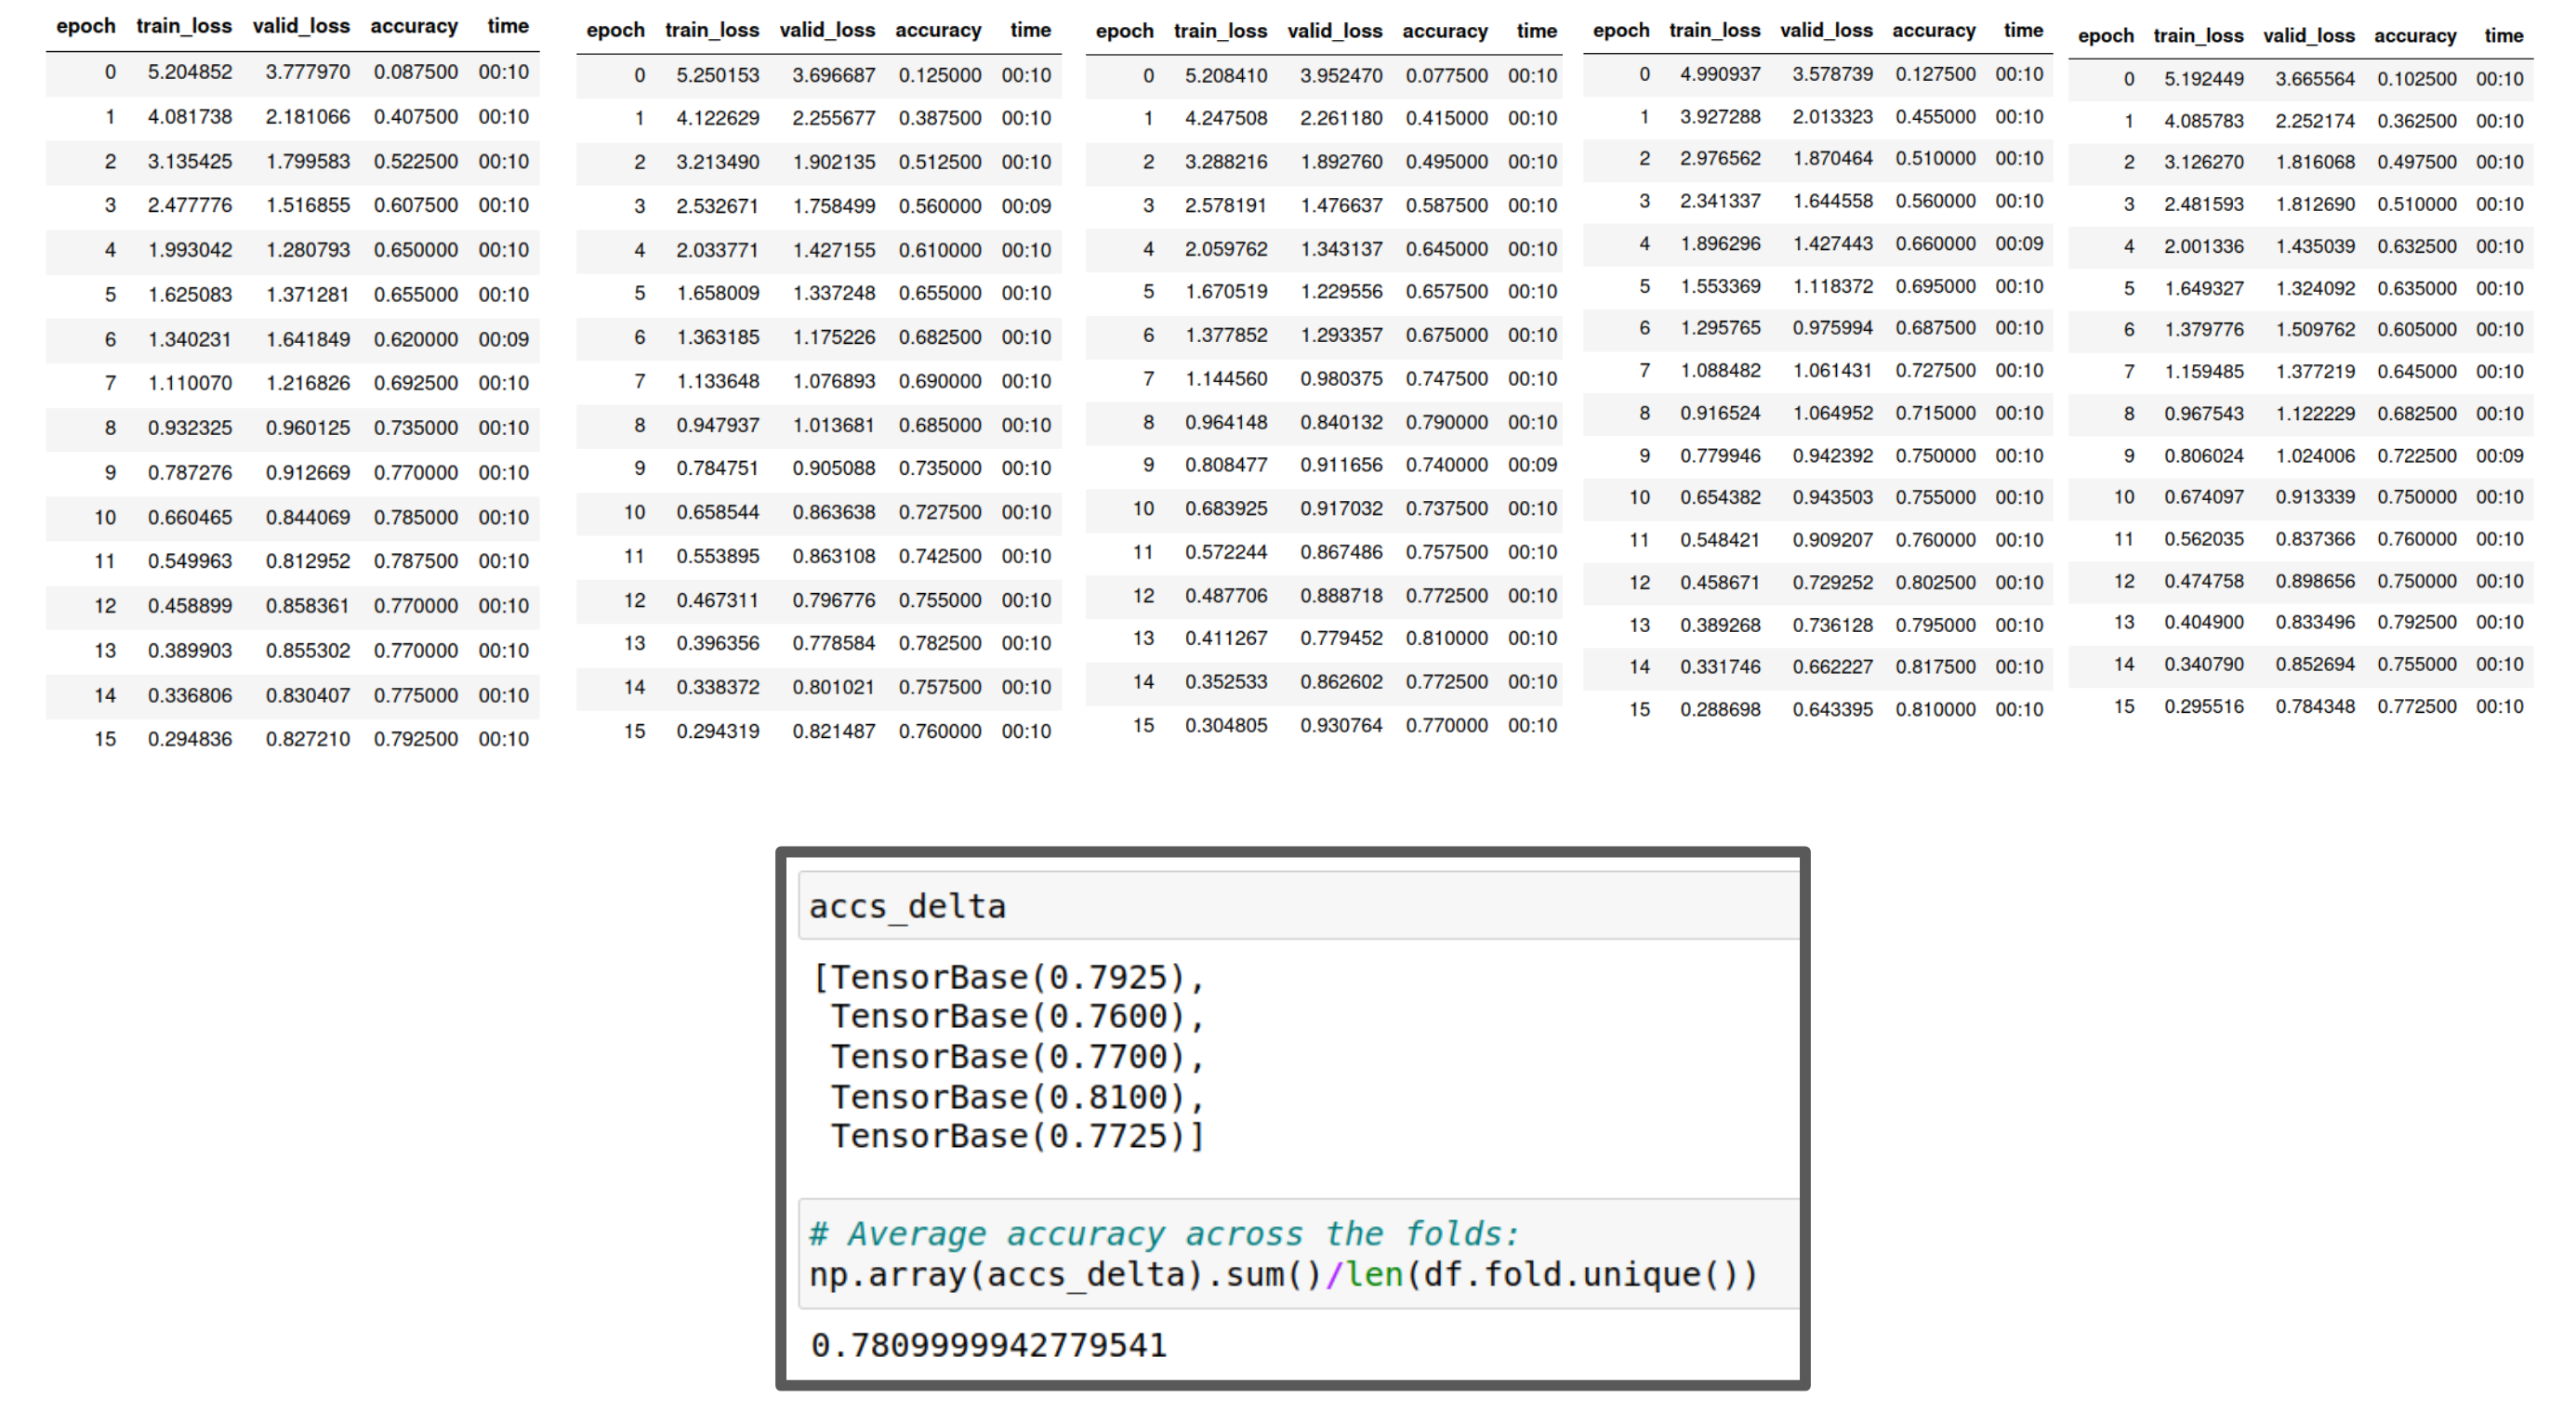 epoch train_loss valid_loss accuracy time
0 5.204852 3.777970 0.087500 00:10
1 4.081738 2.181066 0.407500 00:10
2 3.135425 1.799583 0.522500 00:10
3 2.477776 1.516855 0.607500 00:10
4 1.993042 1.280793 0.650000 00:10
5 1.625083 1.371281 0.655000 00:10
6 1.340231 1.641849 0.620000 00:09
7 1.110070 1.216826 0.692500 00:10
8 0.932325 0.960125 0.735000 00:10
9 0.787276 0.912669 0.770000 00:10
10 0.660465 0.844069 0.785000 00:10
11 0.549963 0.812952 0.787500 00:10
12 0.458899 0.858361 0.770000 00:10
13 0.389903 0.855302 0.770000 00:10
14 0.336806 0.830407 0.775000 00:10
15 0.294836 0.827210 0.792500 00:10
epoch train_loss valid_loss accuracy time
0 5.250153 3.696687 0.125000 00:10
1 4.122629 2.255677 0.387500 00:10
2 3.213490 1.902135 0.512500 00:10
3 2.532671 1.758499 0.560000 00:09
4 2.033771 1.427155 0.610000 00:10
5 1.658009 1.337248 0.655000 00:10
6 1.363185 1.175226 0.682500 00:10
7 1.133648 1.076893 0.690000 00:10
8 0.947937 1.013681 0.685000 00:10
9 0.784751 0.905088 0.735000 00:10
10 0.658544 0.863638 0.727500 00:10
11 0.553895 0.863108 0.742500 00:10
12 0.467311 0.796776 0.755000 00:10
13 0.396356 0.778584 0.782500 00:10
14 0.338372 0.801021 0.757500 00:10
15 0.294319 0.821487 0.760000 00:10
epoch train_loss valid_loss accuracy time
0 5.208410 3.952470 0.077500 00:10
1 4.247508 2.261180 0.415000 00:10
2 3.288216 1.892760 0.495000 00:10
3 2.578191 1.476637 0.587500 00:10
4 2.059762 1.343137 0.645000 00:10
5 1.670519 1.229556 0.657500 00:10
6 1.377852 1.293357 0.675000 00:10
7 1.144560 0.980375 0.747500 00:10
8 0.964148 0.840132 0.790000 00:10
9 0.808477 0.911656 0.740000 00:09
10 0.683925 0.917032 0.737500 00:10
11 0.572244 0.867486 0.757500 00:10
12 0.487706 0.888718 0.772500 00:10
13 0.411267 0.779452 0.810000 00:10
14 0.352533 0.862602 0.772500 00:10
15 0.304805 0.930764 0.770000 00:10
epoch train_loss valid_loss accuracy time
0 4.990937 3.578739 0.127500 00:10
1 3.927288 2.013323 0.455000 00:10
2 2.976562 1.870464 0.510000 00:10
3 2.341337 1.644558 0.560000 00:10
4 1.896296 1.427443 0.660000 00:09
5 1.553369 1.118372 0.695000 00:10
6 1.295765 0.975994 0.687500 00:10
7 1.088482 1.061431 0.727500 00:10
8 0.916524 1.064952 0.715000 00:10
9 0.779946 0.942392 0.750000 00:10
10 0.654382 0.943503 0.755000 00:10
11 0.548421 0.909207 0.760000 00:10
12 0.458671 0.729252 0.802500 00:10
13 0.389268 0.736128 0.795000 00:10
14 0.331746 0.662227 0.817500 00:10
15 0.288698 0.643395 0.810000 00:10
epoch train_loss valid_loss accuracy time
0 5.192449 3.665564 0.102500 00:10
1 4.085783 2.252174 0.362500 00:10
2 3.126270 1.816068 0.497500 00:10
3 2.481593 1.812690 0.510000 00:10
4 2.001336 1.435039 0.632500 00:10
5 1.649327 1.324092 0.635000 00:10
6 1.379776 1.509762 0.605000 00:10
7 1.159485 1.377219 0.645000 00:10
8 0.967543 1.122229 0.682500 00:10
9 0.806024 1.024006 0.722500 00:09
10 0.674097 0.913339 0.750000 00:10
11 0.562035 0.837366 0.760000 00:10
12 0.474758 0.898656 0.750000 00:10
13 0.404900 0.833496 0.792500 00:10
14 0.340790 0.852694 0.755000 00:10
15 0.295516 0.784348 0.772500 00:10
accs_delta
[TensorBase(0.7925),
TensorBase(0.7600),
TensorBase(0.7700),
TensorBase(0.8100),
TensorBase(0.7725)]
# Average accuracy across the folds:
np.array(accs_delta).sum()/len(df.fold.unique())
0.7809999942779541